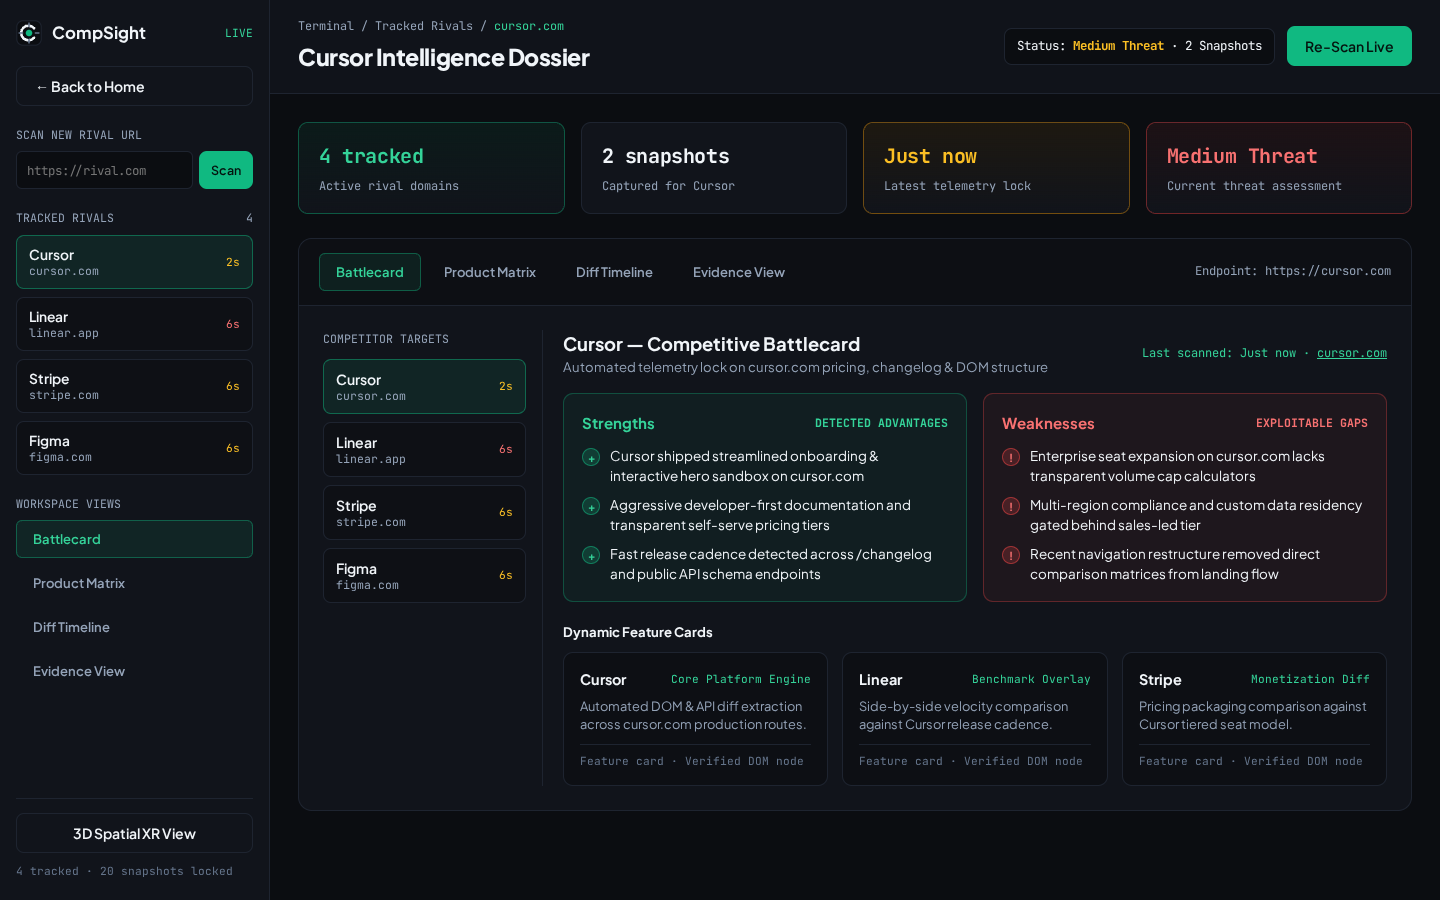 CompSight
LIVE
← Back to Home
SCAN NEW RIVAL URL
https://rival.com
Scan
TRACKED RIVALS
4
Cursor
cursor.com
2s
Linear
linear.app
6s
Stripe
stripe.com
6s
Figma
figma.com
6s
WORKSPACE VIEWS
Battlecard
Product Matrix
Diff Timeline
Evidence View
3D Spatial XR View
4 tracked · 20 snapshots locked
Terminal / Tracked Rivals / cursor.com
Cursor Intelligence Dossier
Status: Medium Threat · 2 Snapshots
Re-Scan Live
4 tracked
Active rival domains
2 snapshots
Captured for Cursor
Just now
Latest telemetry lock
Medium Threat
Current threat assessment
Battlecard
Product Matrix
Diff Timeline
Evidence View
Endpoint: https://cursor.com
COMPETITOR TARGETS
Cursor
cursor.com
2s
Linear
linear.app
6s
Stripe
stripe.com
6s
Figma
figma.com
6s
Cursor — Competitive Battlecard
Automated telemetry lock on cursor.com pricing, changelog & DOM structure
Last scanned: Just now · cursor.com
Strengths
DETECTED ADVANTAGES
+ Cursor shipped streamlined onboarding &
interactive hero sandbox on cursor.com
+ Aggressive developer-first documentation and
transparent self-serve pricing tiers
+ Fast release cadence detected across /changelog
and public API schema endpoints
Weaknesses
EXPLOITABLE GAPS
! Enterprise seat expansion on cursor.com lacks
transparent volume cap calculators
! Multi-region compliance and custom data residency
gated behind sales-led tier
! Recent navigation restructure removed direct
comparison matrices from landing flow
Dynamic Feature Cards
Cursor
Core Platform Engine
Automated DOM & API diff extraction
across cursor.com production routes.
Feature card · Verified DOM node
Linear
Benchmark Overlay
Side-by-side velocity comparison
against Cursor release cadence.
Feature card · Verified DOM node
Stripe
Monetization Diff
Pricing packaging comparison against
Cursor tiered seat model.
Feature card · Verified DOM node